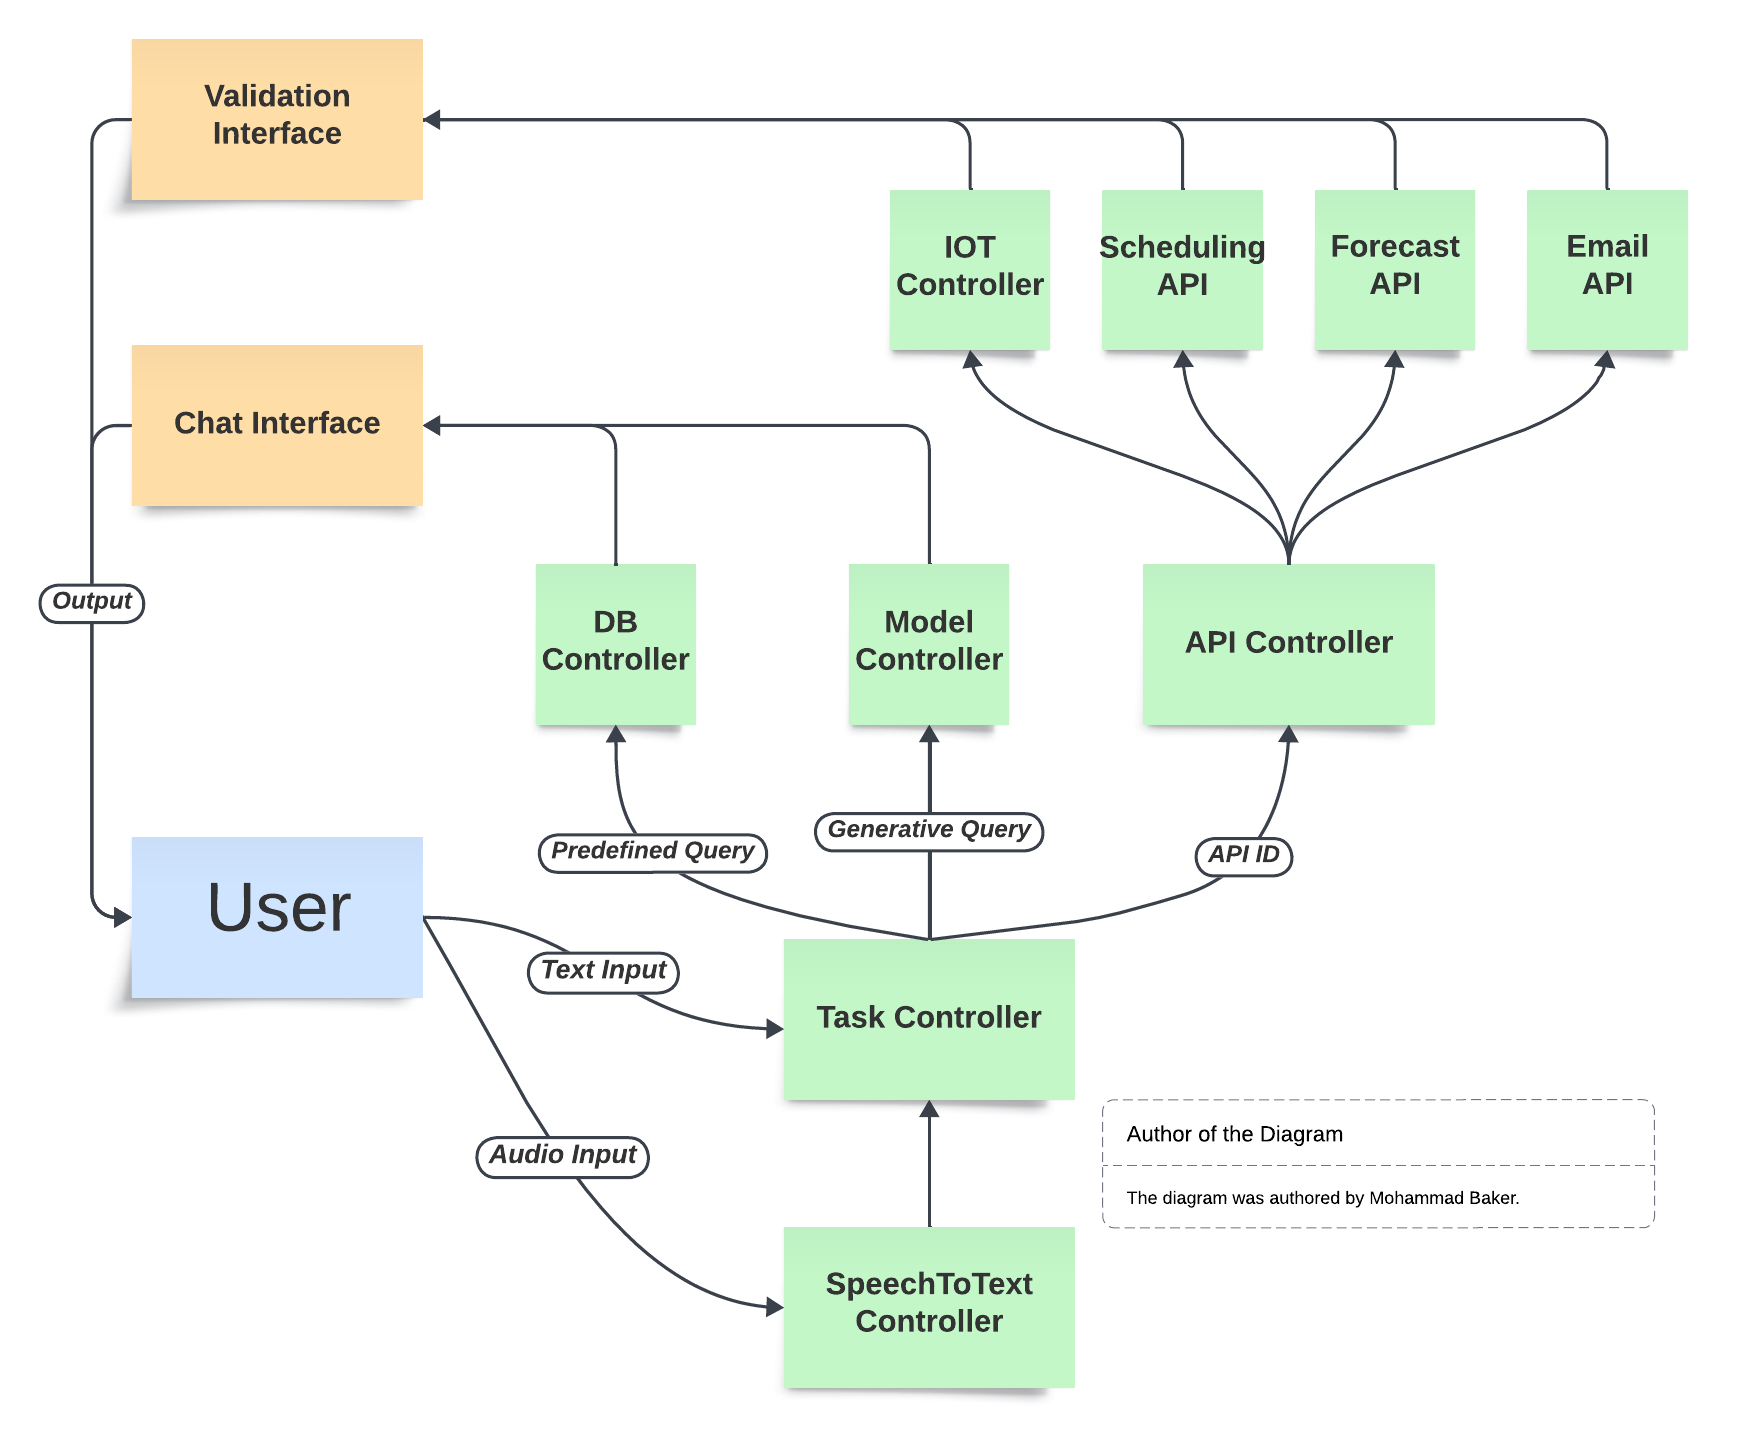 Validation
Interface
IOT
Controller
Scheduling
API
Forecast
API
Email
API
Chat Interface
Output
DB
Controller
Model
Controller
API Controller
Predefined Query
Generative Query
API ID
User
Text Input
Task Controller
Audio Input
Author of the Diagram
The diagram was authored by Mohammad Baker.
SpeechToText
Controller